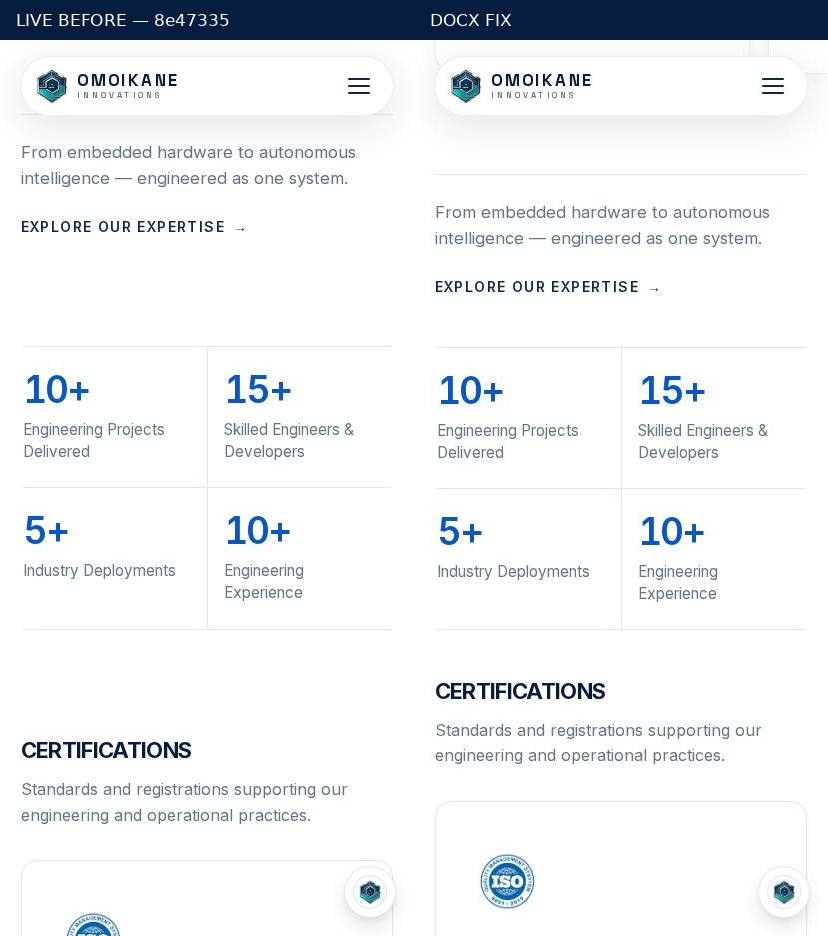 LIVE BEFORE — 8e47335
OMOIKANE
INNOVATIONS
From embedded hardware to autonomous
intelligence — engineered as one system.
EXPLORE OUR EXPERTISE →
10+
Engineering Projects
Delivered
15+
Skilled Engineers &
Developers
5+
Industry Deployments
10+
Engineering
Experience
CERTIFICATIONS
Standards and registrations supporting our
engineering and operational practices.
ISO
DOCX FIX
OMOIKANE
INNOVATIONS
From embedded hardware to autonomous
intelligence — engineered as one system.
EXPLORE OUR EXPERTISE →
10+
Engineering Projects
Delivered
15+
Skilled Engineers &
Developers
5+
Industry Deployments
10+
Engineering
Experience
CERTIFICATIONS
Standards and registrations supporting our
engineering and operational practices.
QUALITY MANAGEMENT SYSTEM
ISO